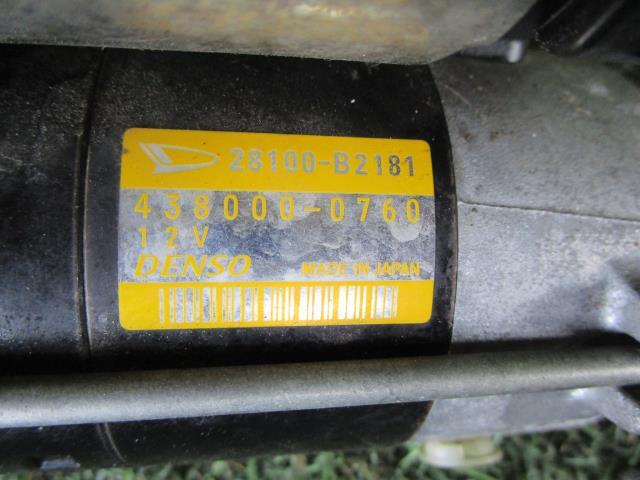 28100-B2181
438000-0760
12V
DENSO MADE IN JAPAN